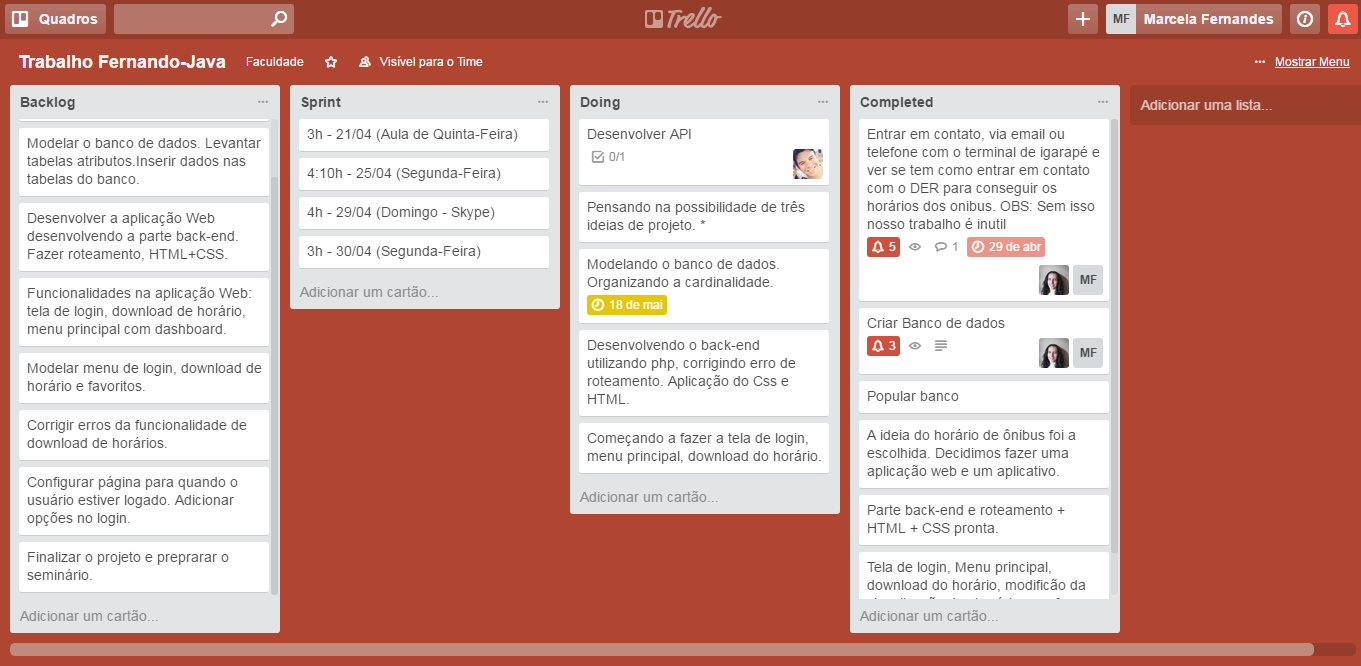 Quadros
Trello
MF
Marcela Fernandes
Trabalho Fernando-Java
Faculdade
Visível para o Time
Mostrar Menu
Backlog
Modelar o banco de dados. Levantar
tabelas atributos.Inserir dados nas
tabelas do banco.
Desenvolver a aplicação Web
desenvolvendo a parte back-end.
Fazer roteamento, HTML+CSS.
Funcionalidades na aplicação Web:
tela de login, download de horário,
menu principal com dashboard.
Modelar menu de login, download de
horário e favoritos.
Corrigir erros da funcionalidade de
download de horários.
Configurar página para quando o
usuário estiver logado. Adicionar
opções no login.
Finalizar o projeto e preprarar o
seminário.
Adicionar um cartão...
Sprint
3h - 21/04 (Aula de Quinta-Feira)
4:10h - 25/04 (Segunda-Feira)
4h - 29/04 (Domingo - Skype)
3h - 30/04 (Segunda-Feira)
Adicionar um cartão...
Doing
Desenvolver API
0/1
Pensando na possibilidade de três
ideias de projeto. *
Modelando o banco de dados.
Organizando a cardinalidade.
18 de mai
Desenvolvendo o back-end
utilizando php, corrigindo erro de
roteamento. Aplicação do Css e
HTML.
Começando a fazer a tela de login,
menu principal, download do horário.
Adicionar um cartão...
Completed
Entrar em contato, via email ou
telefone com o terminal de igarapé e
ver se tem como entrar em contato
com o DER para conseguir os
horários dos onibus. OBS: Sem isso
nosso trabalho é inutil
5
1
29 de abr
MF
Criar Banco de dados
3
MF
Popular banco
A ideia do horário de ônibus foi a
escolhida. Decidimos fazer uma
aplicação web e um aplicativo.
Parte back-end e roteamento +
HTML + CSS pronta.
Tela de login, Menu principal,
download do horário, modificão da
Adicionar um cartão...
Adicionar uma lista...